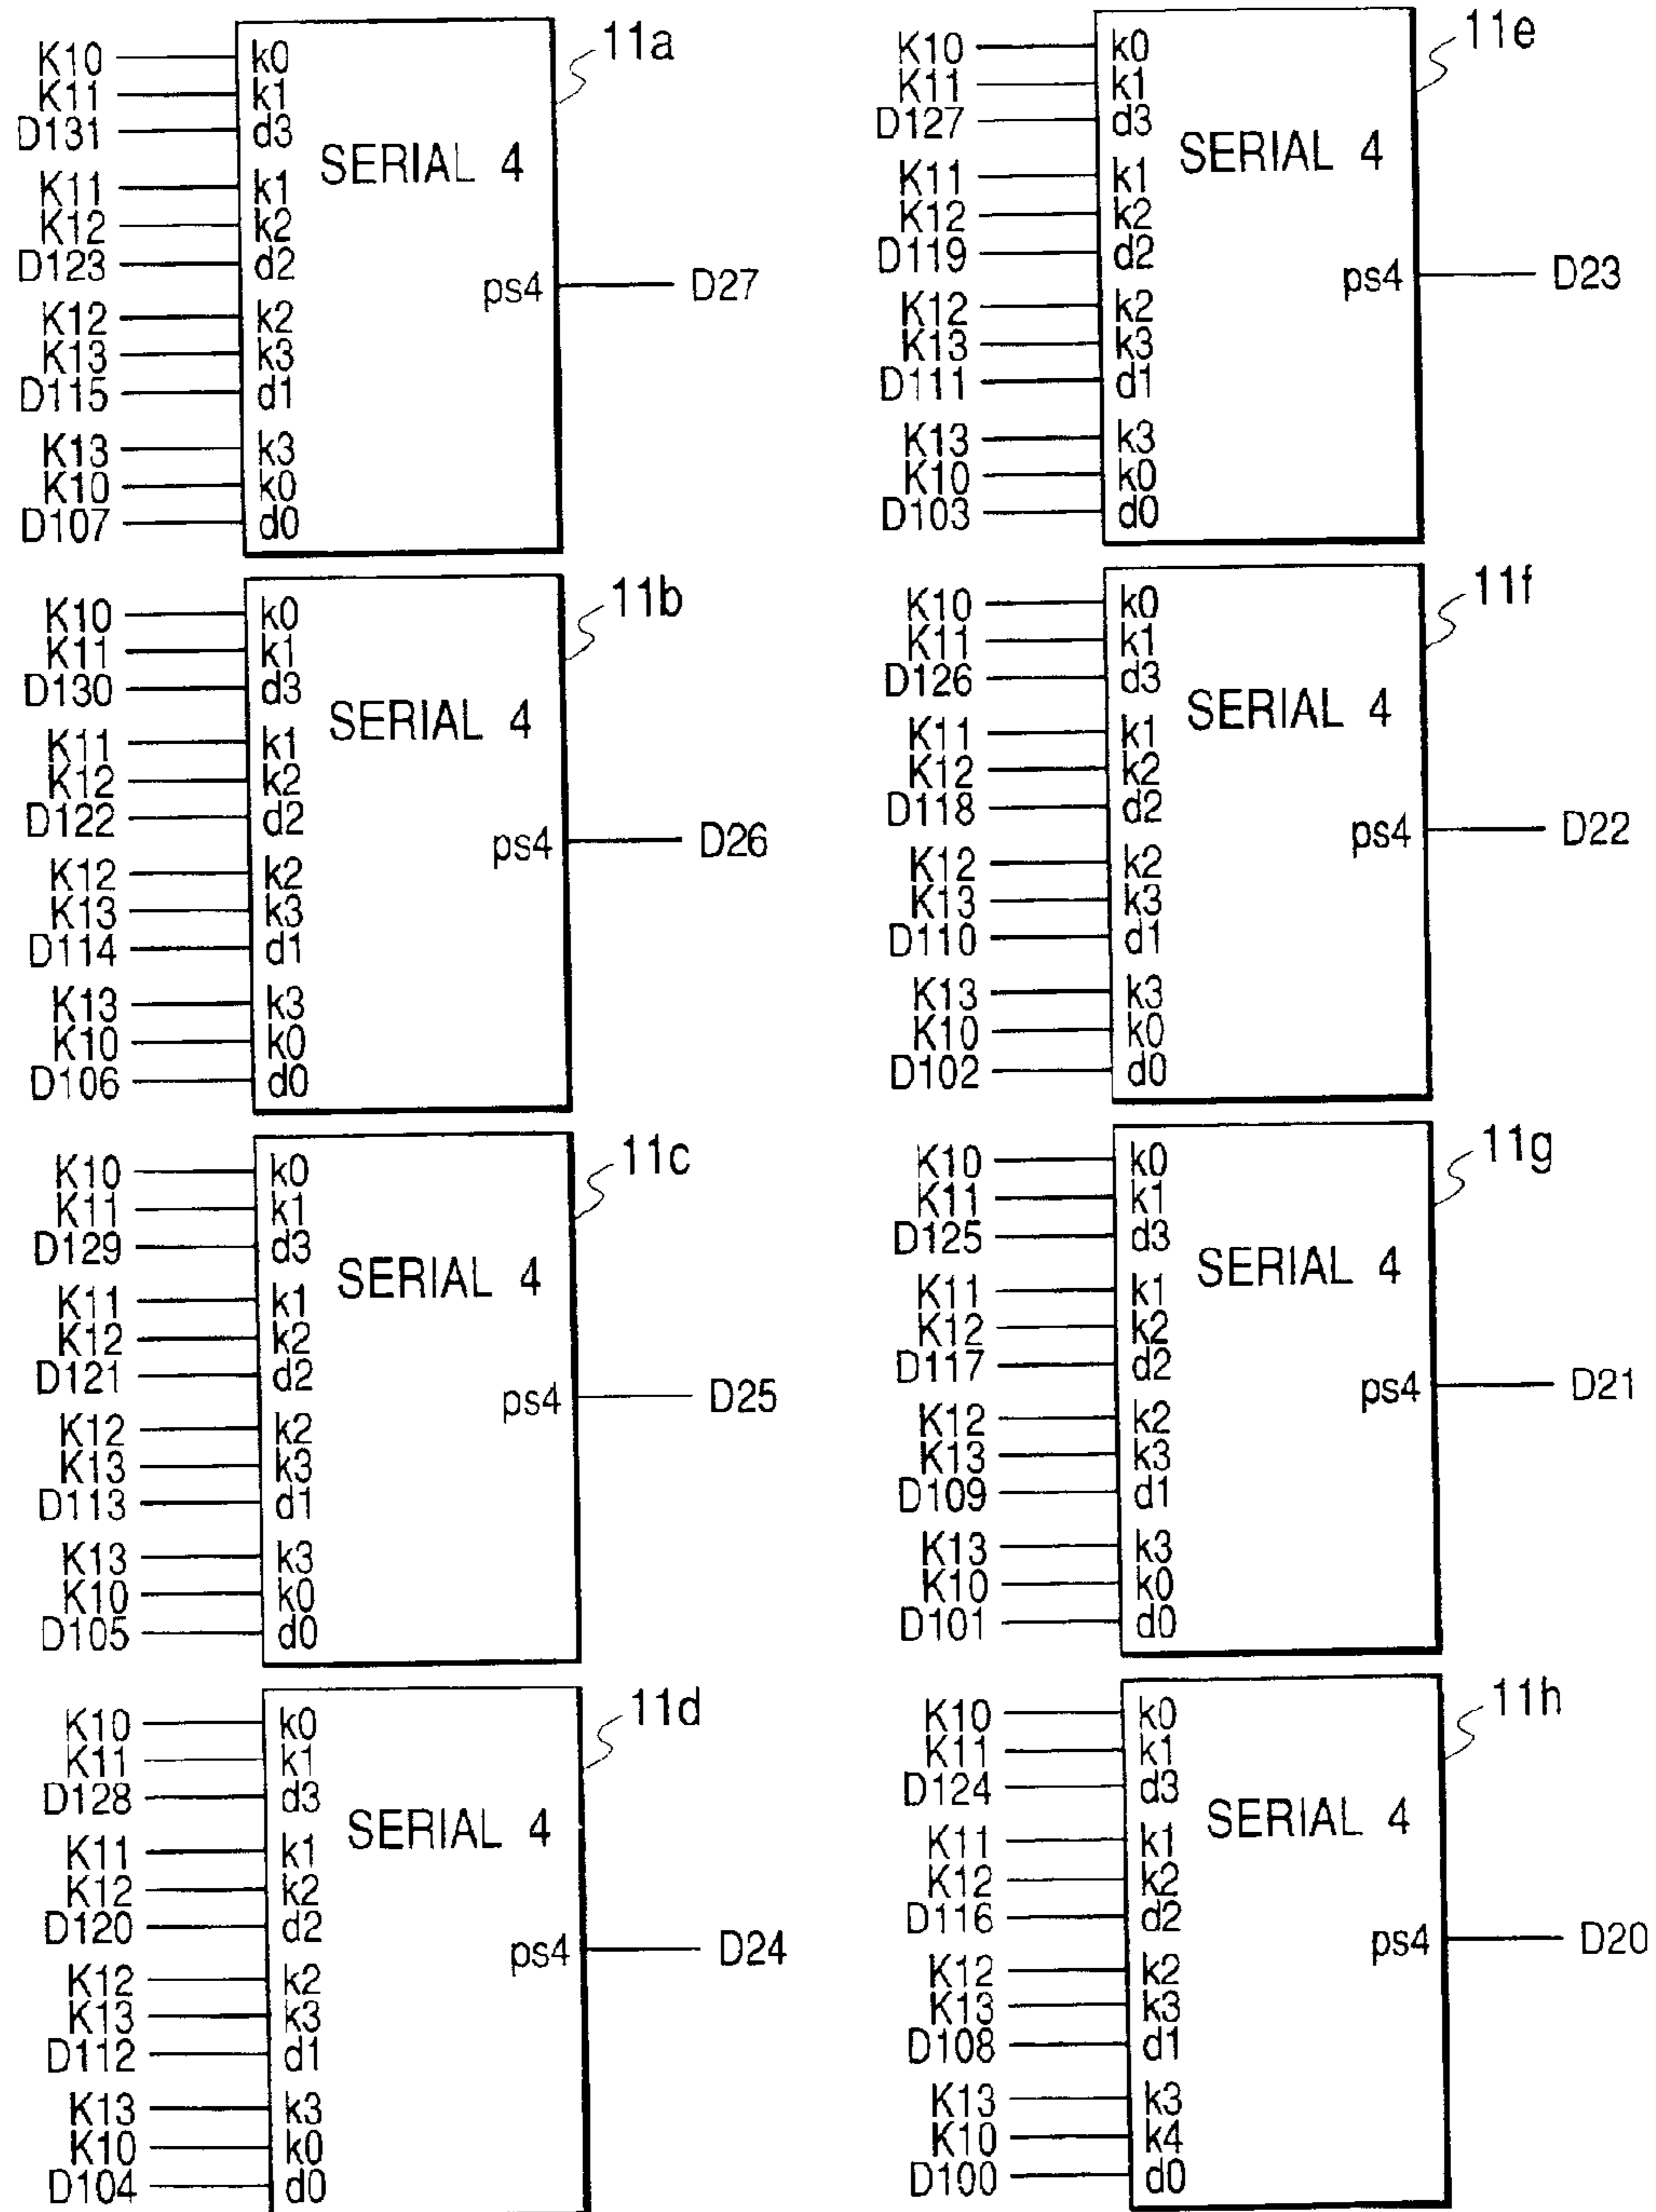 11a
K10 k0
K11 k1
D131 d3
SERIAL 4
K11 k1
K12 k2
D123 d2
ps4 D27
K12 k2
K13 k3
D115 d1
K13 k3
K10 k0
D107 d0
11b
K10 k0
K11 k1
D130 d3
SERIAL 4
K11 k1
K12 k2
D122 d2
ps4 D26
K12 k2
K13 k3
D114 d1
K13 k3
K10 k0
D106 d0
11c
K10 k0
K11 k1
D129 d3
SERIAL 4
K11 k1
K12 k2
D121 d2
ps4 D25
K12 k2
K13 k3
D113 d1
K13 k3
K10 k0
D105 d0
11d
K10 k0
K11 k1
D128 d3
SERIAL 4
K11 k1
K12 k2
D120 d2
ps4 D24
K12 k2
K13 k3
D112 d1
K13 k3
K10 k0
D104 d0
11e
K10 k0
K11 k1
D127 d3
SERIAL 4
K11 k1
K12 k2
D119 d2
ps4 D23
K12 k2
K13 k3
D111 d1
K13 k3
K10 k0
D103 d0
11f
K10 k0
K11 k1
D126 d3
SERIAL 4
K11 k1
K12 k2
D118 d2
ps4 D22
K12 k2
K13 k3
D110 d1
K13 k3
K10 k0
D102 d0
11g
K10 k0
K11 k1
D125 d3
SERIAL 4
K11 k1
K12 k2
D117 d2
ps4 D21
K12 k2
K13 k3
D109 d1
K13 k3
K10 k0
D101 d0
11h
K10 k0
K11 k1
D124 d3
SERIAL 4
K11 k1
K12 k2
D116 d2
ps4 D20
K12 k2
K13 k3
D108 d1
K13 k3
K10 k4
D100 d0